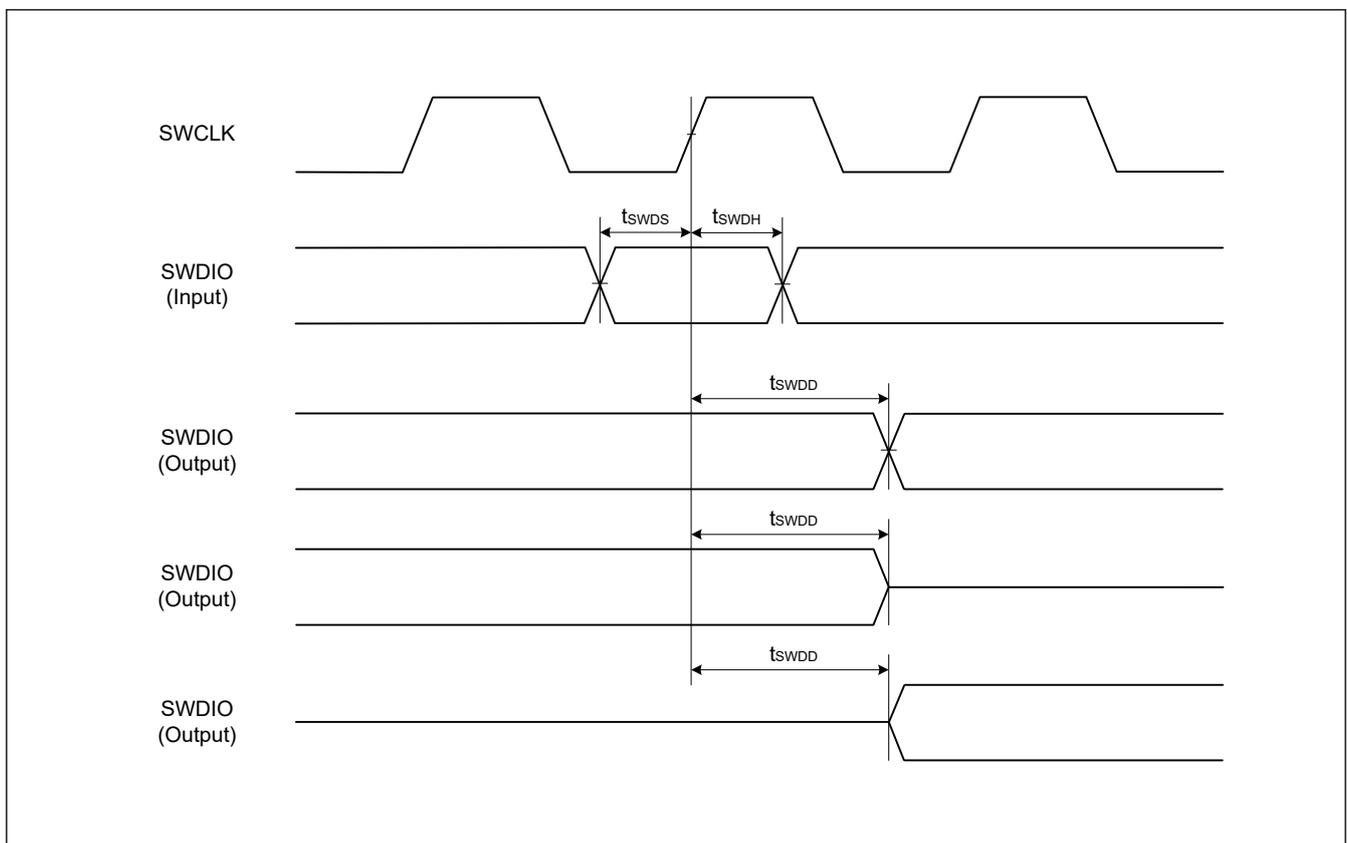 SWCLK
tSWDS
tSWDH
SWDIO
(Input)
tSWDD
SWDIO
(Output)
tSWDD
SWDIO
(Output)
tSWDD
SWDIO
(Output)